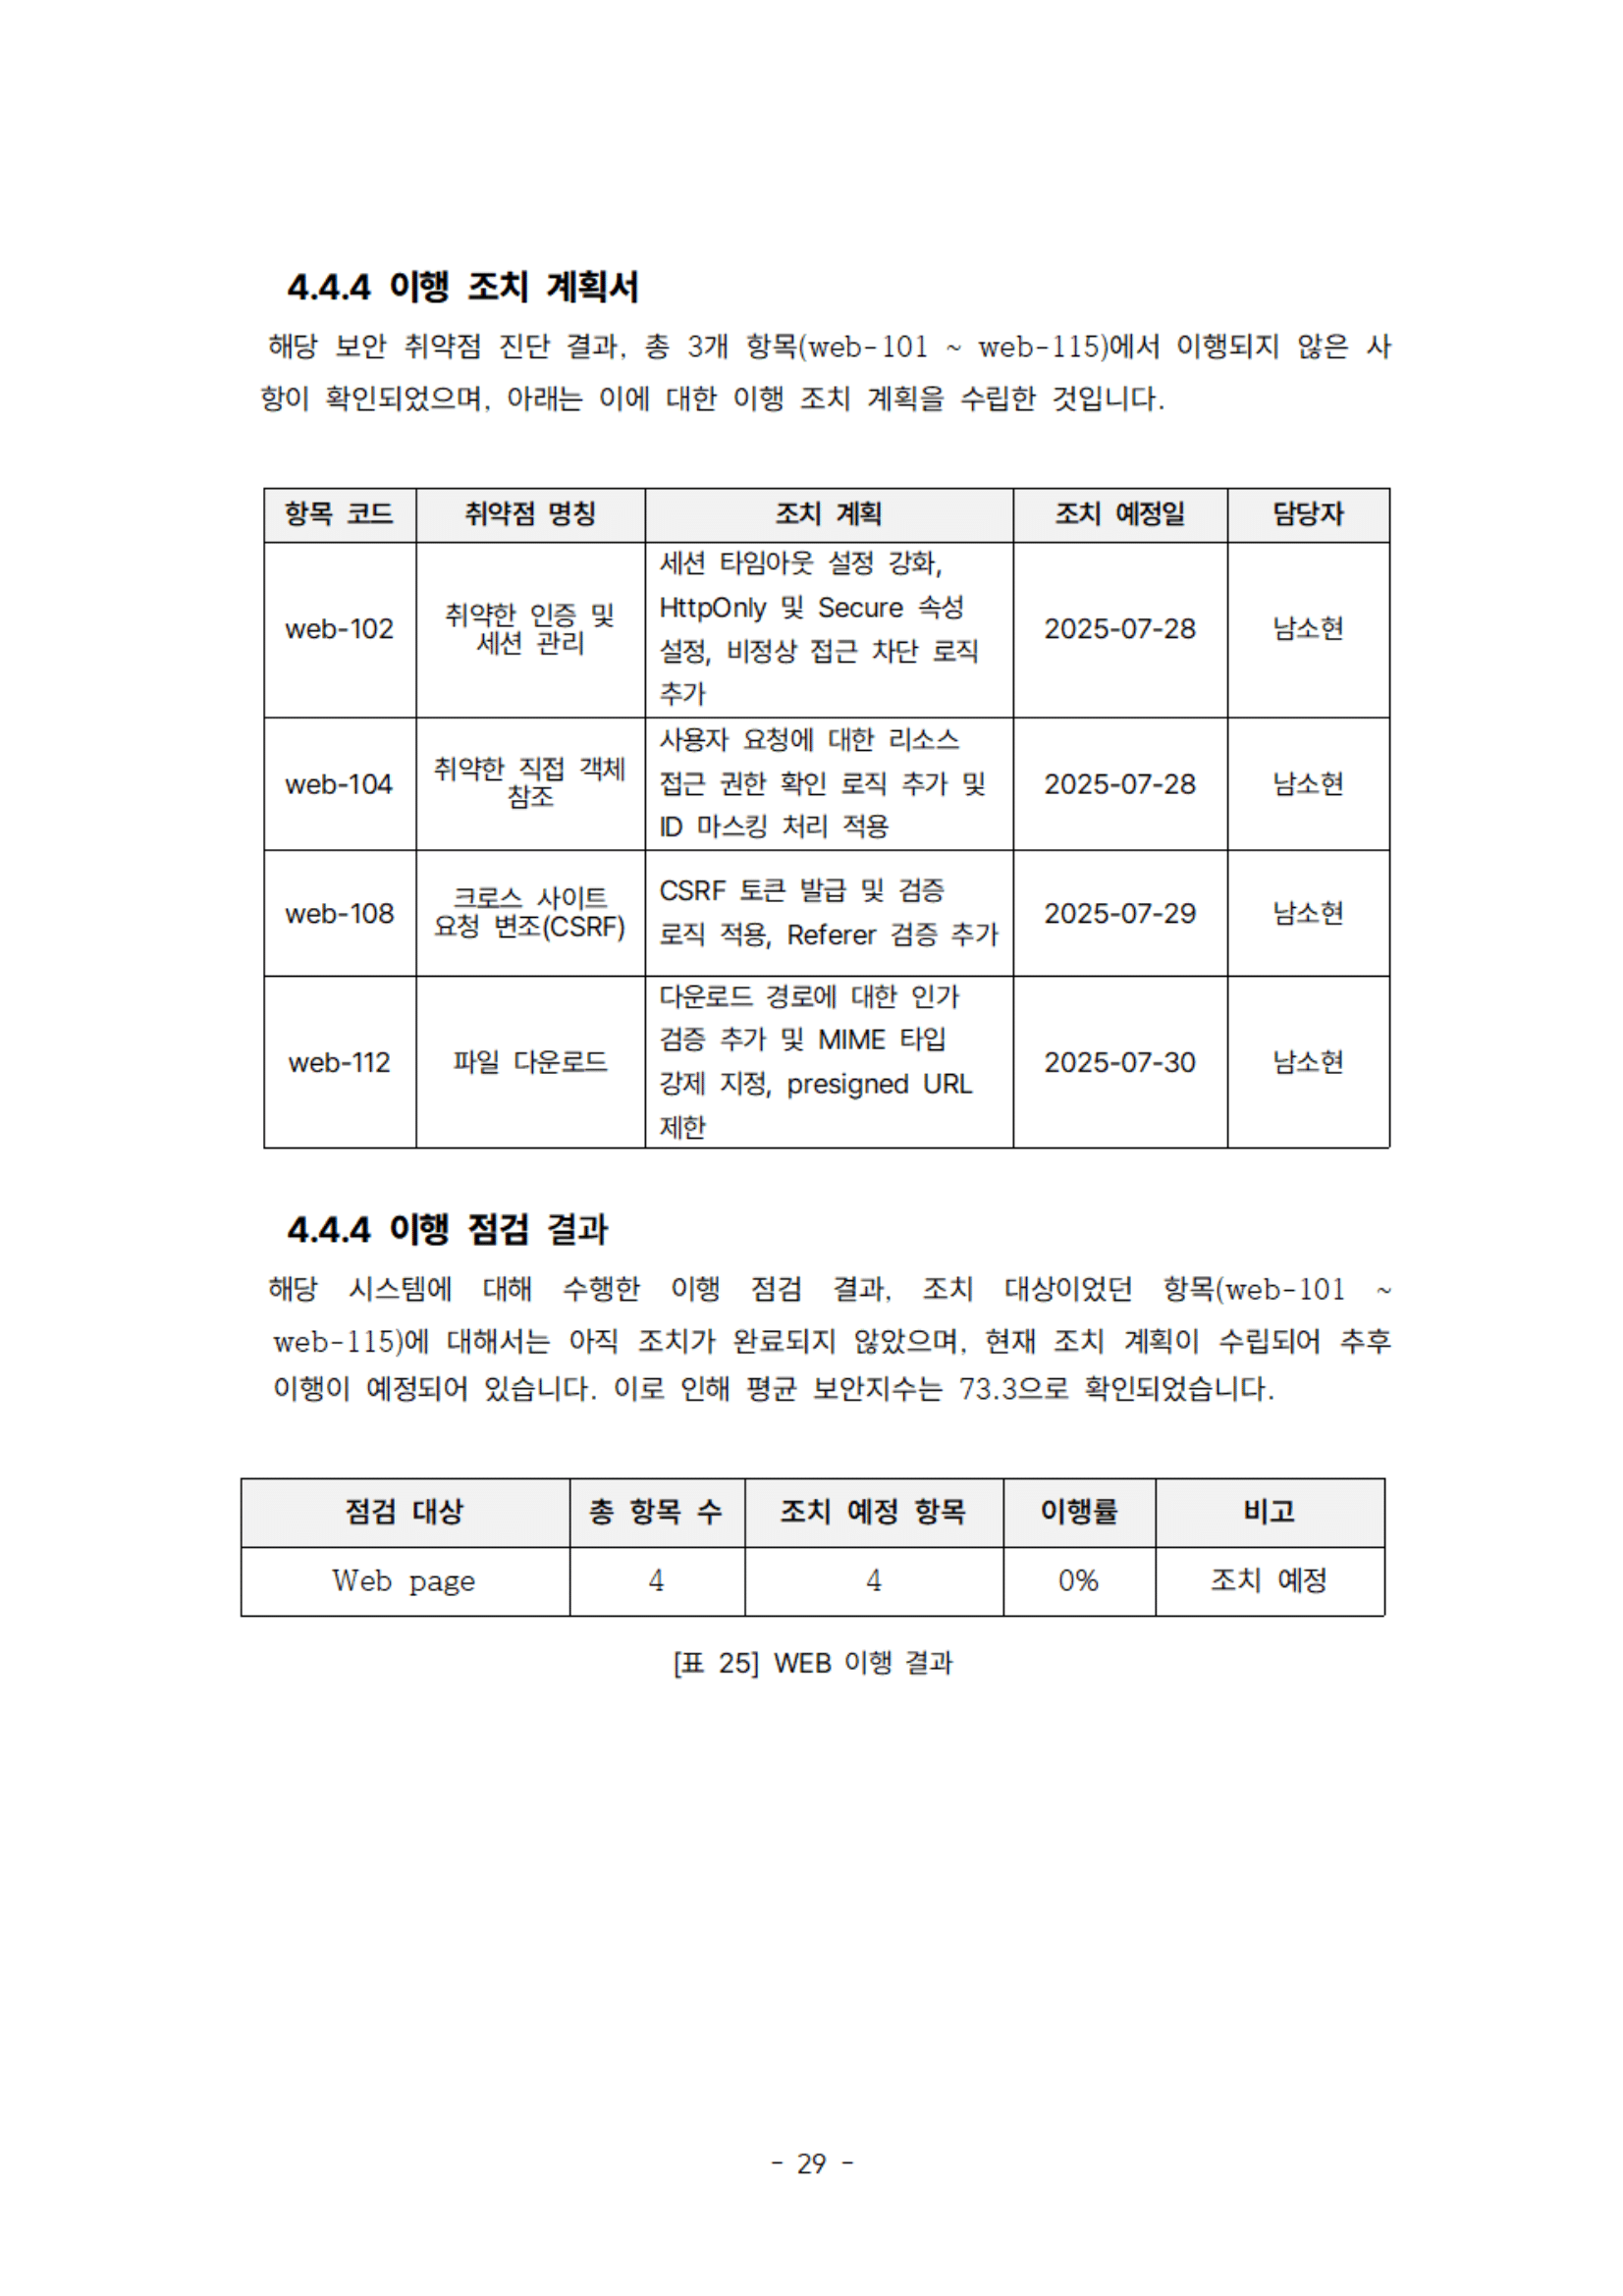 4.4.4 이행 조치 계획서
해당 보안 취약점 진단 결과, 총 3개 항목(web-101 ~ web-115)에서 이행되지 않은 사
항이 확인되었으며, 아래는 이에 대한 이행 조치 계획을 수립한 것입니다.
항목 코드 취약점 명칭 조치 계획 조치 예정일 담당자
web-102 취약한 인증 및 세션 관리 세션 타임아웃 설정 강화, HttpOnly 및 Secure 속성 설정, 비정상 접근 차단 로직 추가 2025-07-28 남소현
web-104 취약한 직접 객체 참조 사용자 요청에 대한 리소스 접근 권한 확인 로직 추가 및 ID 마스킹 처리 적용 2025-07-28 남소현
web-108 크로스 사이트 요청 변조(CSRF) CSRF 토큰 발급 및 검증 로직 적용, Referer 검증 추가 2025-07-29 남소현
web-112 파일 다운로드 다운로드 경로에 대한 인가 검증 추가 및 MIME 타입 강제 지정, presigned URL 제한 2025-07-30 남소현
4.4.4 이행 점검 결과
해당 시스템에 대해 수행한 이행 점검 결과, 조치 대상이었던 항목(web-101 ~
web-115)에 대해서는 아직 조치가 완료되지 않았으며, 현재 조치 계획이 수립되어 추후
이행이 예정되어 있습니다. 이로 인해 평균 보안지수는 73.3으로 확인되었습니다.
점검 대상 총 항목 수 조치 예정 항목 이행률 비고
Web page 4 4 0% 조치 예정
[표 25] WEB 이행 결과
- 29 -